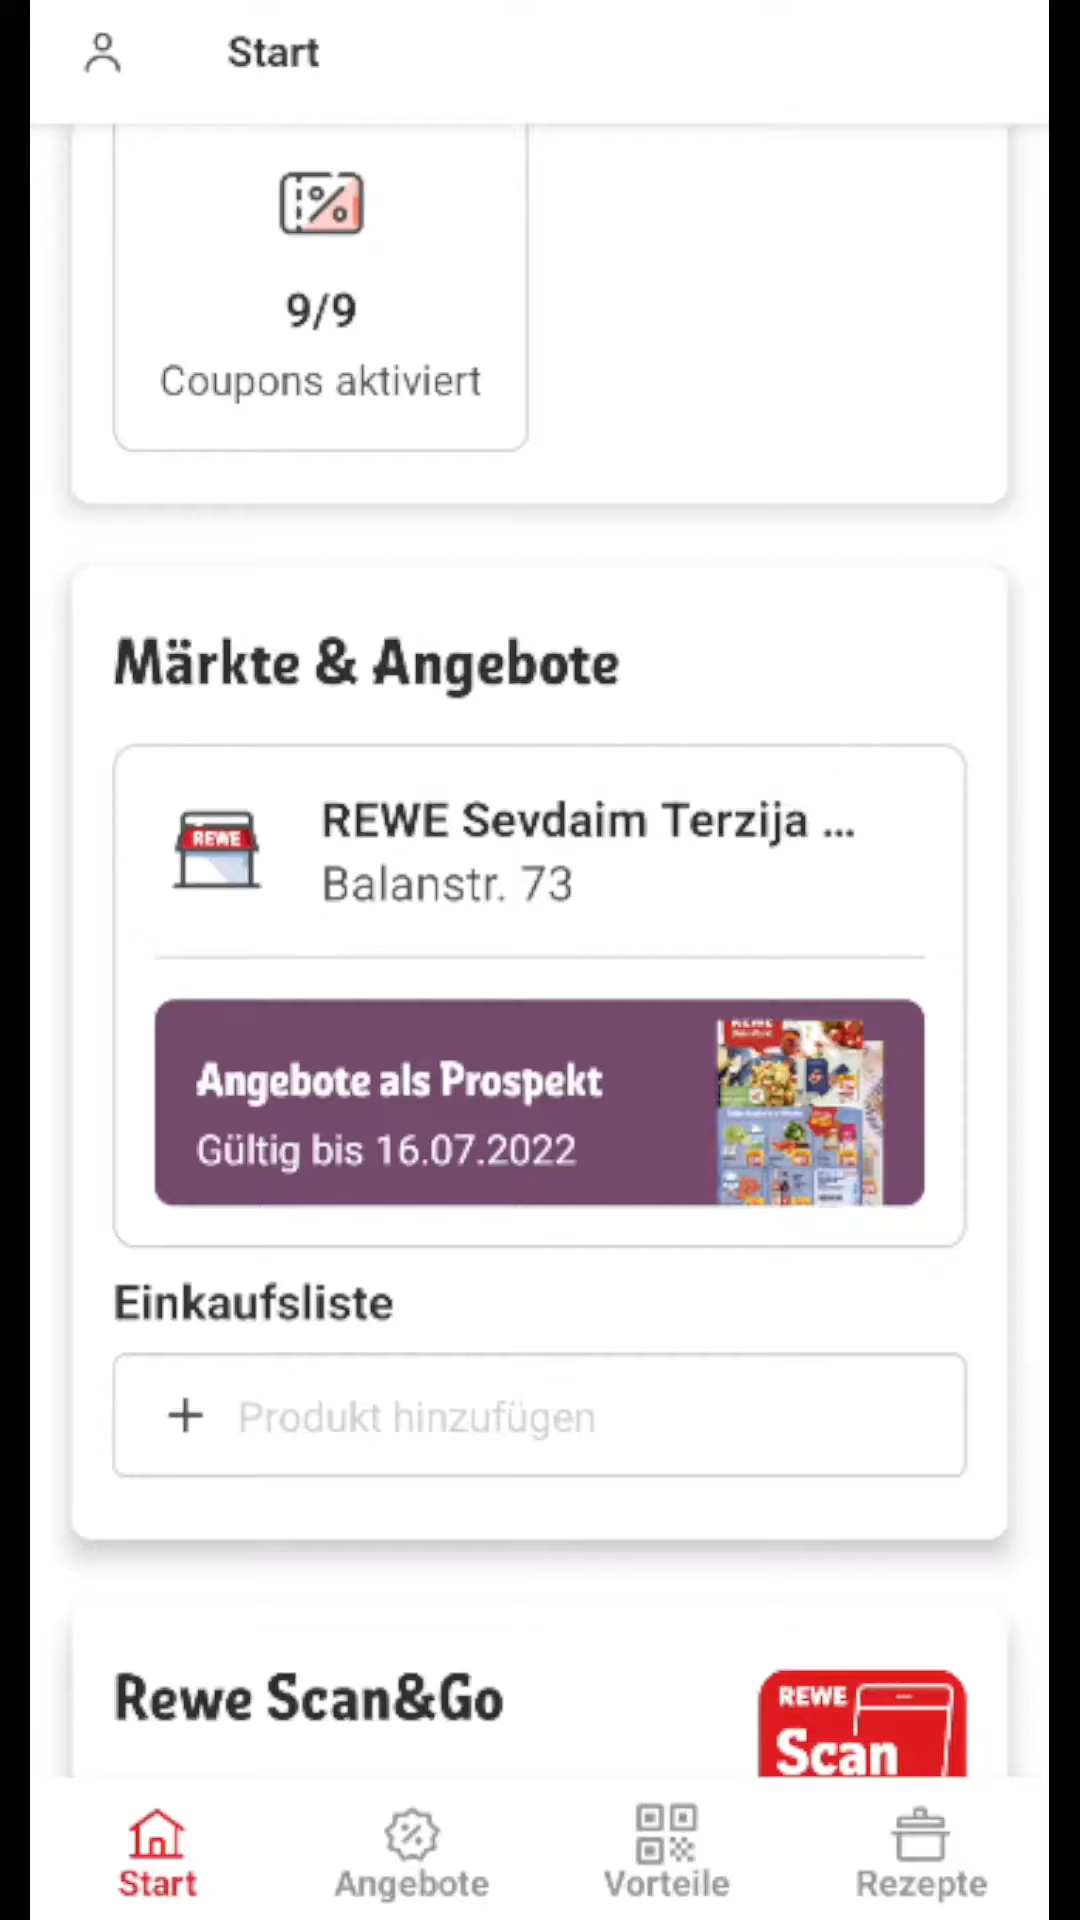 Start
9/9
Coupons aktiviert
Märkte & Angebote
REWE
REWE Sevdaim Terzija ...
Balanstr. 73
Angebote als Prospekt
Gültig bis 16.07.2022
Einkaufsliste
+ Produkt hinzufügen
Rewe Scan&Go
REWE
Scan
Start
Angebote
Vorteile
Rezepte